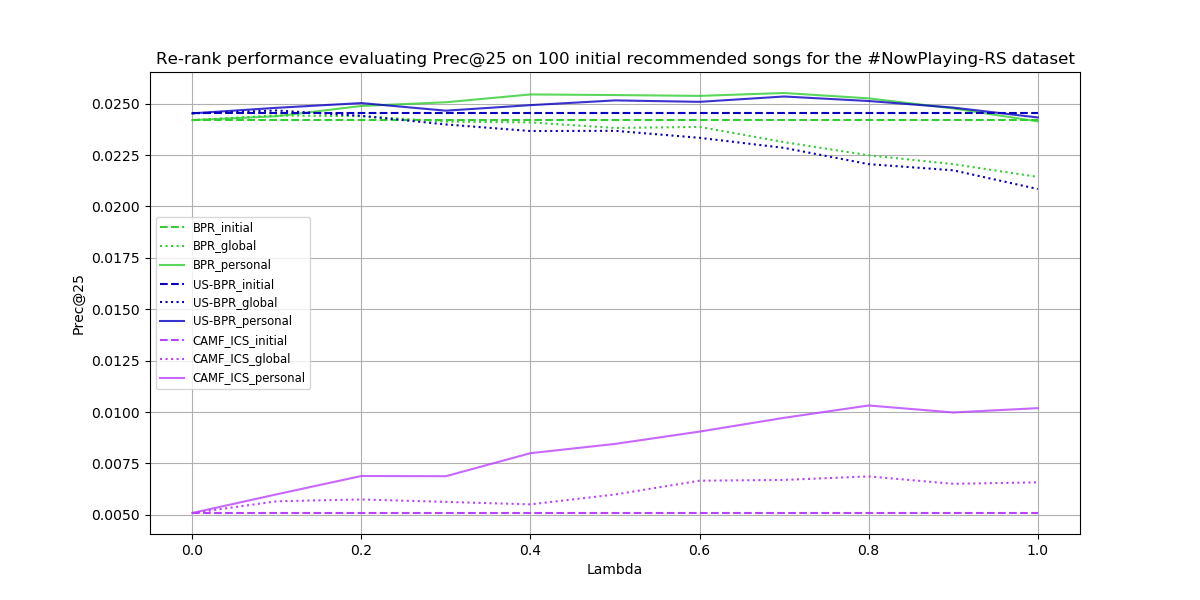 Re-rank performance evaluating Prec@25 on 100 initial recommended songs for the #NowPlaying-RS dataset
Prec@25
0.0250
0.0225
0.0200
0.0175
0.0150
0.0125
0.0100
0.0075
0.0050
BPR_initial
BPR_global
BPR_personal
US-BPR_initial
US-BPR_global
US-BPR_personal
CAMF_ICS_initial
CAMF_ICS_global
CAMF_ICS_personal
0.0 0.2 0.4 0.6 0.8 1.0
Lambda